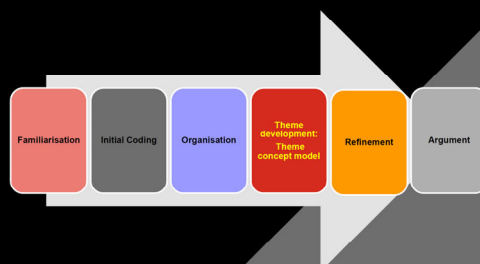 Familiarisation
Initial Coding
Organisation
Theme
development:
Theme
concept model
Refinement
Argument